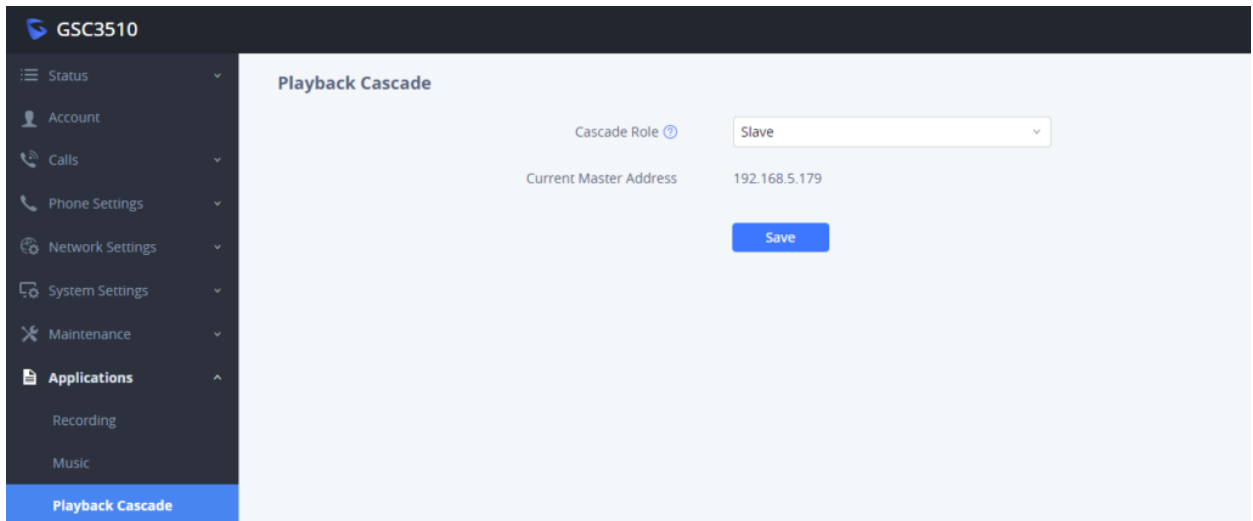 GSC3510
Status
Account
Calls
Phone Settings
Network Settings
System Settings
Maintenance
Applications
Recording
Music
Playback Cascade
Playback Cascade
Cascade Role
Slave
Current Master Address 192.168.5.179
Save